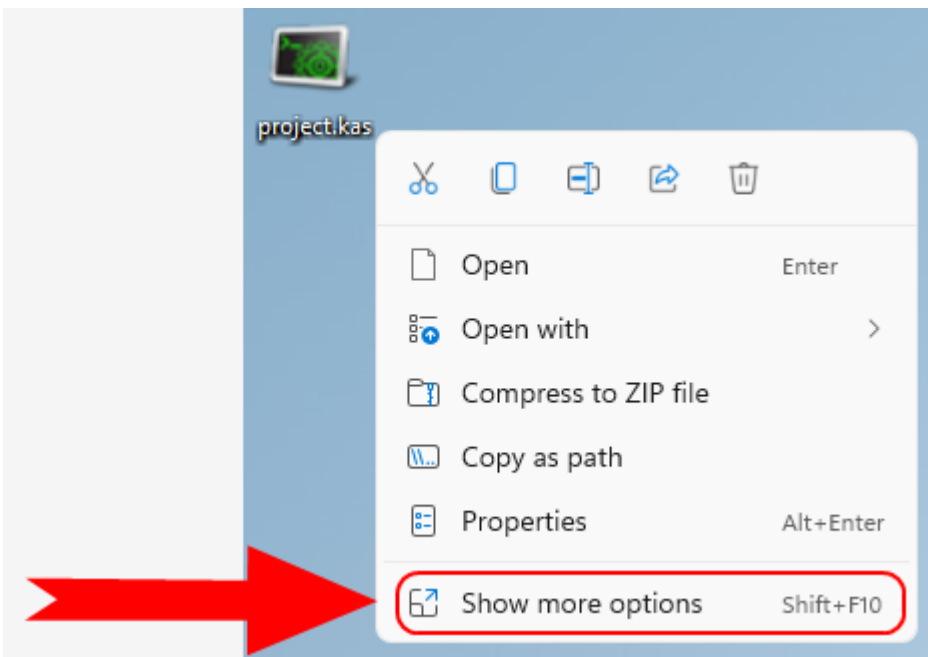 project.kas
Open Enter
Open with
Compress to ZIP file
Copy as path
Properties Alt+Enter
Show more options Shift+F10